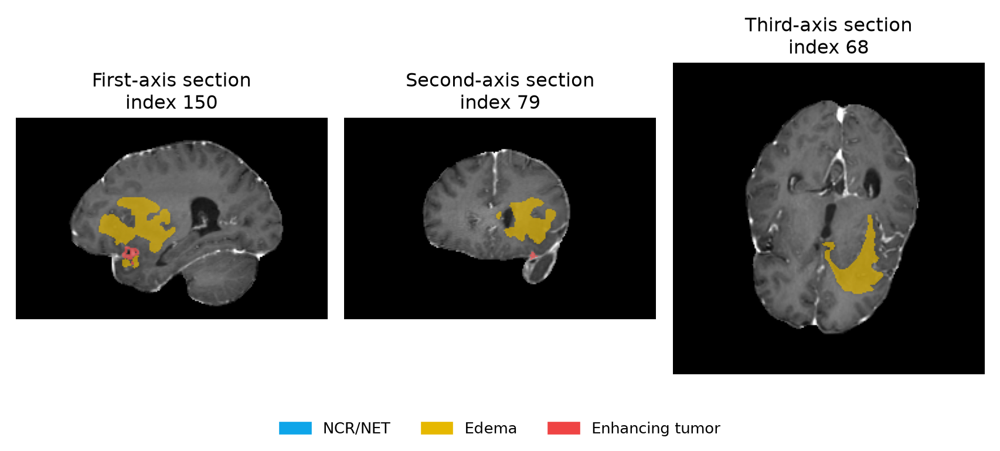 First-axis section
index 150
Second-axis section
index 79
Third-axis section
index 68
NCR/NET
Edema
Enhancing tumor